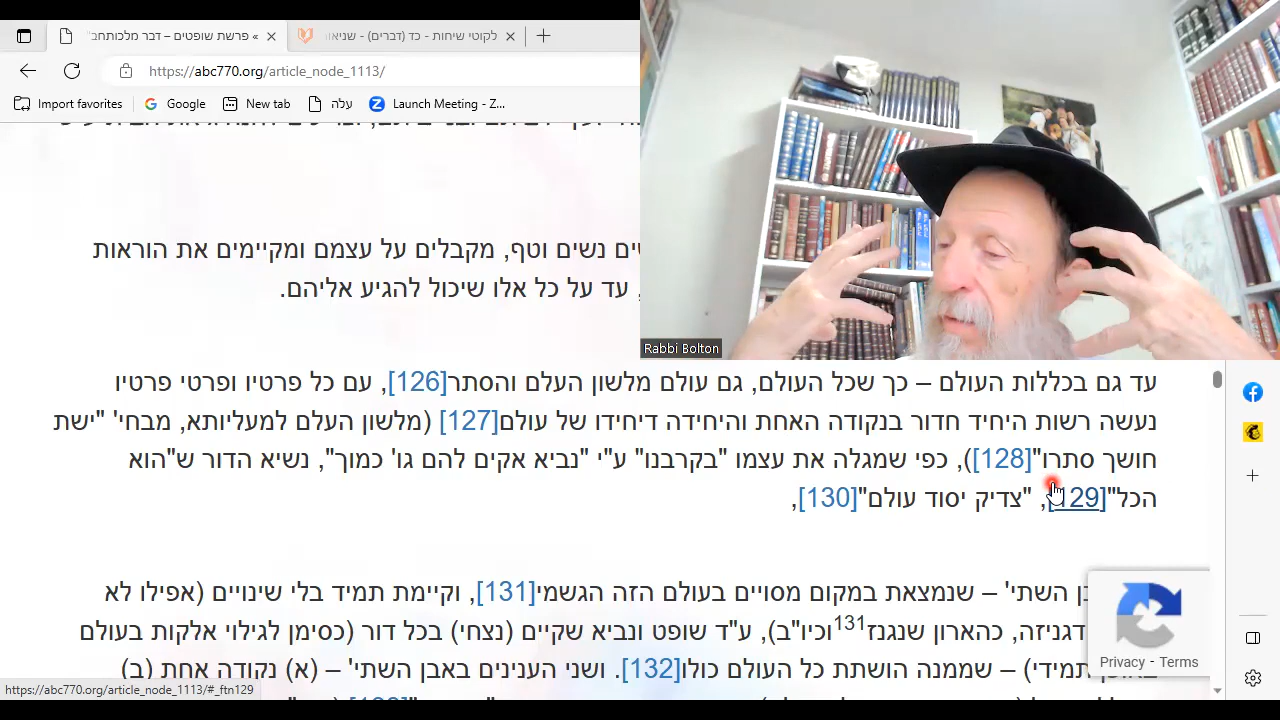 » פרשת שופטים – דבר מלכותחב"
לקוטי שיחות - כד (דברים) - שניאור
https://abc770.org/article_node_1113/
Import favorites
Google
New tab
עלה
Launch Meeting - Z...
נשים וטף, מקבלים על עצמם ומקיימים את הוראות
, עד על כל אלו שיכול להגיע אליהם.
Rabbi Bolton
עד גם בכללות העולם – כך שכל העולם, גם עולם מלשון העלם והסתר[126], עם כל פרטיו ופרטי פרטיו
נעשה רשות היחיד חדור בנקודה האחת והיחידה דיחידו של עולם[127] (מלשון העלם למעליותא, מבחי' "ישת
חושך סתרו"[128]), כפי שמגלה את עצמו "בקרבנו" ע"י "נביא אקים להם גו' כמוך", נשיא הדור ש"הוא
הכל"[129], "צדיק יסוד עולם"[130],
השתי' – שנמצאת במקום מסויים בעולם הזה הגשמי[131], וקיימת תמיד בלי שינויים (אפילו לא
דגניזה, כהארון שנגנז131 וכיו"ב), ע"ד שופט ונביא שקיים (נצחי) בכל דור (כסימן לגילוי אלקות בעולם
תמידי) – שממנה הושתת כל העולם כולו[132]. ושני הענינים באבן השתי' – (א) נקודה אחת (ב)
Privacy - Terms
https://abc770.org/article_node_1113/#_ftn129